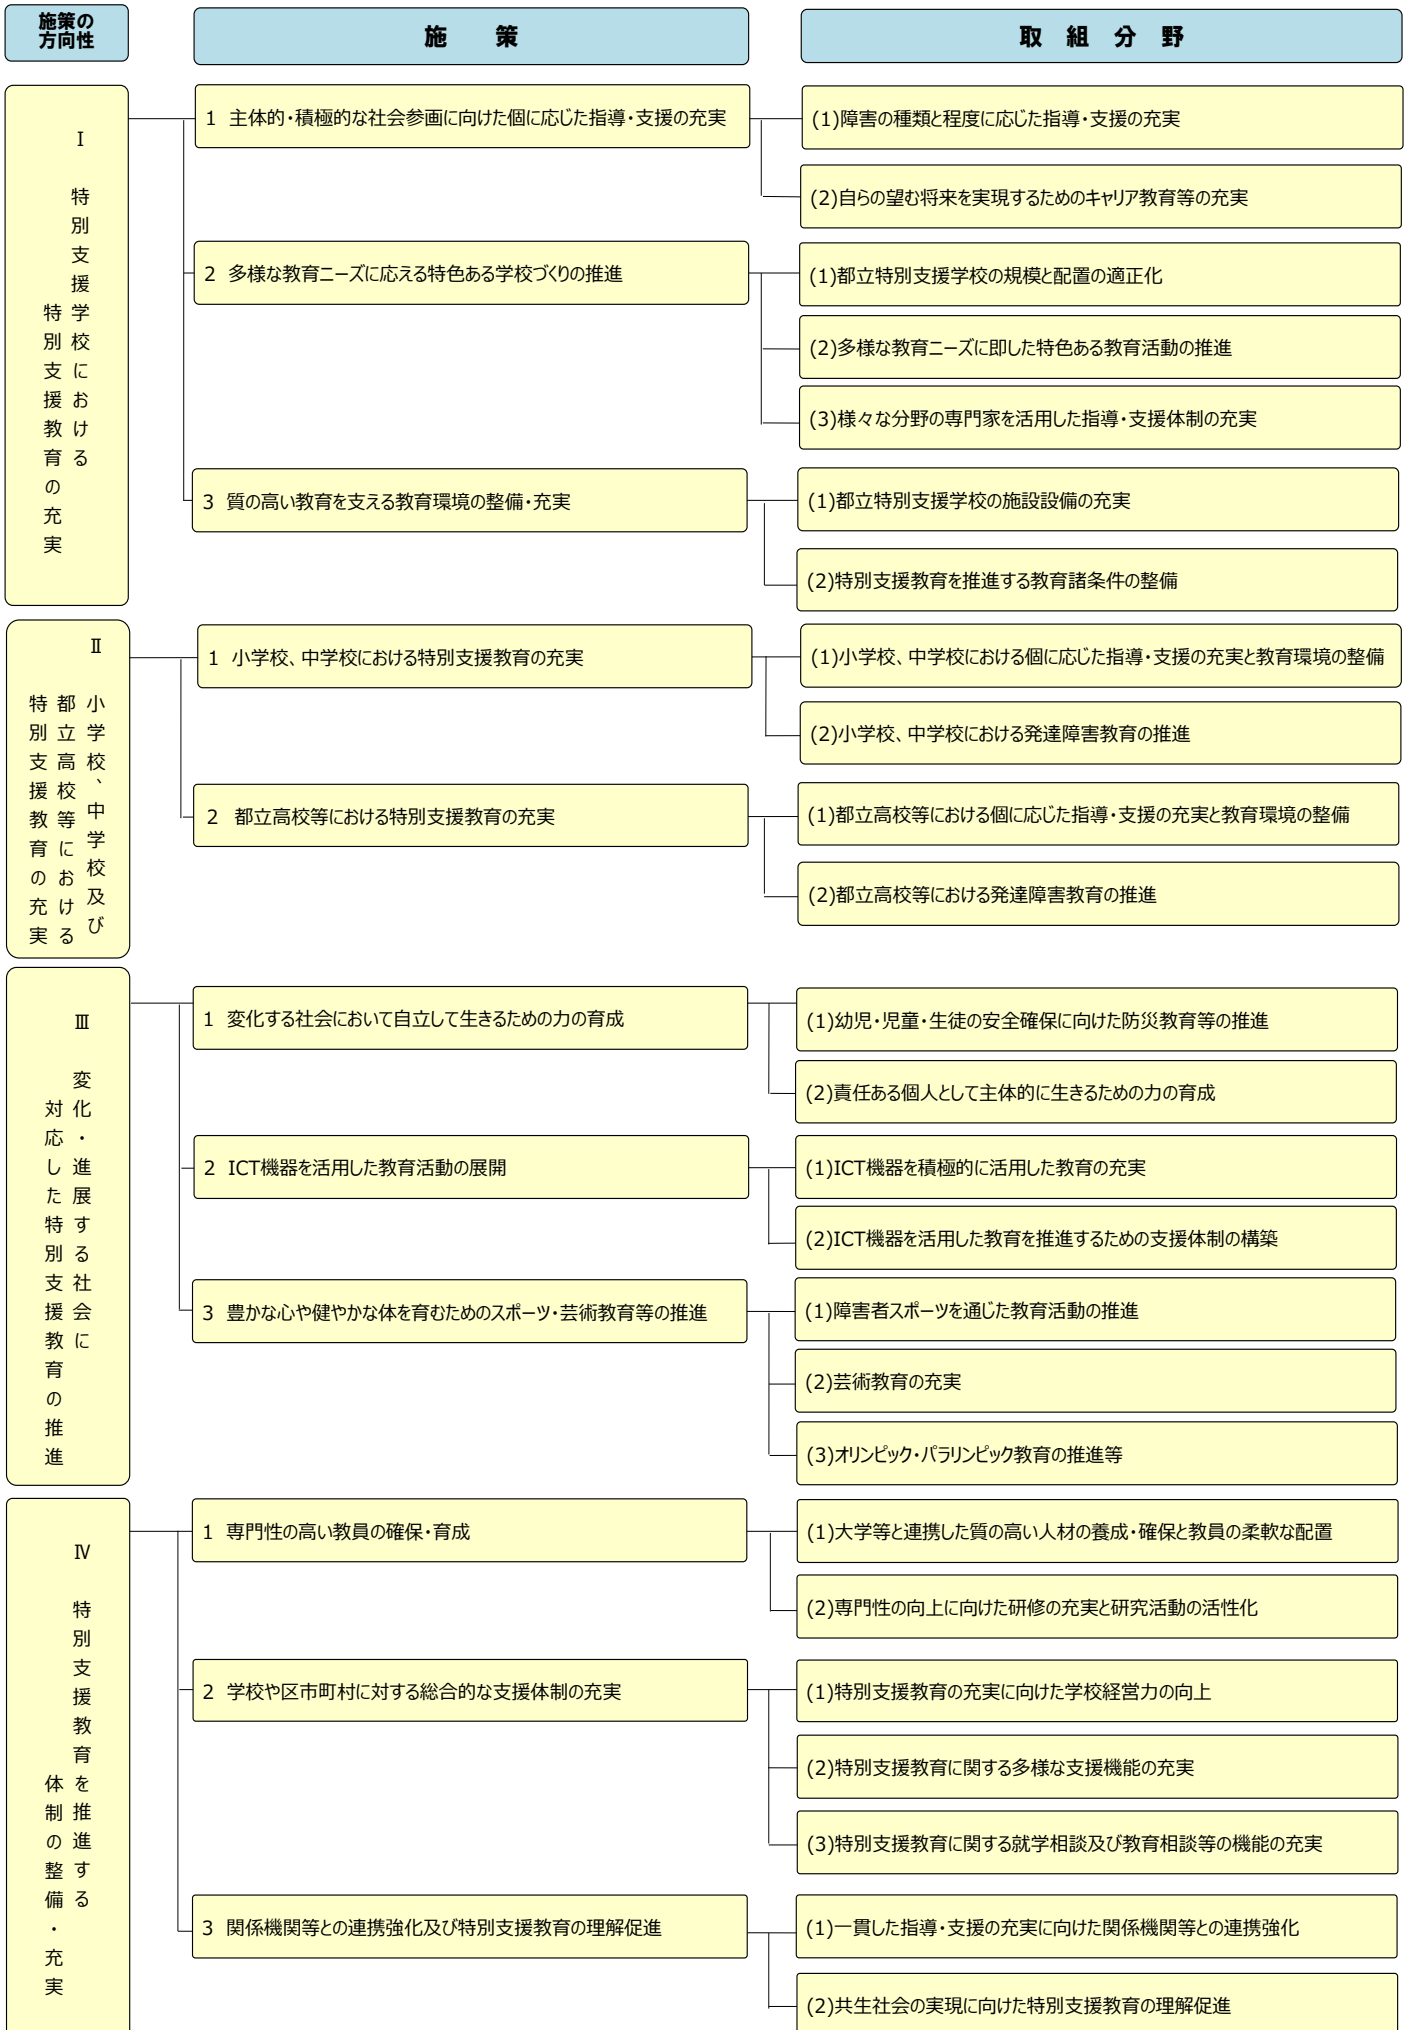 施策の
方向性
施　策
取 組 分 野
Ⅰ 特別支援学校における
特別支援教育の充実
1 主体的・積極的な社会参画に向けた個に応じた指導・支援の充実
(1)障害の種類と程度に応じた指導・支援の充実
(2)自らの望む将来を実現するためのキャリア教育等の充実
2 多様な教育ニーズに応える特色ある学校づくりの推進
(1)都立特別支援学校の規模と配置の適正化
(2)多様な教育ニーズに即した特色ある教育活動の推進
(3)様々な分野の専門家を活用した指導・支援体制の充実
3 質の高い教育を支える教育環境の整備・充実
(1)都立特別支援学校の施設設備の充実
(2)特別支援教育を推進する教育諸条件の整備
Ⅱ
小学校、中学校及び
都立高校等における
特別支援教育の充実
1 小学校、中学校における特別支援教育の充実
(1)小学校、中学校における個に応じた指導・支援の充実と教育環境の整備
(2)小学校、中学校における発達障害教育の推進
2 都立高校等における特別支援教育の充実
(1)都立高校等における個に応じた指導・支援の充実と教育環境の整備
(2)都立高校等における発達障害教育の推進
Ⅲ 変化・進展する社会に
対応した特別支援教育の推進
1 変化する社会において自立して生きるための力の育成
(1)幼児・児童・生徒の安全確保に向けた防災教育等の推進
(2)責任ある個人として主体的に生きるための力の育成
2 ICT機器を活用した教育活動の展開
(1)ICT機器を積極的に活用した教育の充実
(2)ICT機器を活用した教育を推進するための支援体制の構築
3 豊かな心や健やかな体を育むためのスポーツ・芸術教育等の推進
(1)障害者スポーツを通じた教育活動の推進
(2)芸術教育の充実
(3)オリンピック・パラリンピック教育の推進等
Ⅳ 特別支援教育を推進する
体制の整備・充実
1 専門性の高い教員の確保・育成
(1)大学等と連携した質の高い人材の養成・確保と教員の柔軟な配置
(2)専門性の向上に向けた研修の充実と研究活動の活性化
2 学校や区市町村に対する総合的な支援体制の充実
(1)特別支援教育の充実に向けた学校経営力の向上
(2)特別支援教育に関する多様な支援機能の充実
(3)特別支援教育に関する就学相談及び教育相談等の機能の充実
3 関係機関等との連携強化及び特別支援教育の理解促進
(1)一貫した指導・支援の充実に向けた関係機関等との連携強化
(2)共生社会の実現に向けた特別支援教育の理解促進